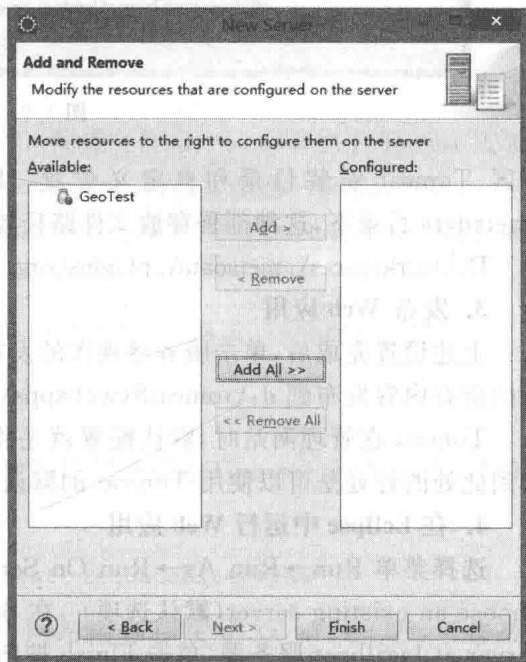 New Server
Add and Remove
Modify the resources that are configured on the server
Move resources to the right to configure them on the server
Available:
Configured:
GeoTest
Add >
< Remove
Add All >>
<< Remove All
? < Back Next > Finish Cancel